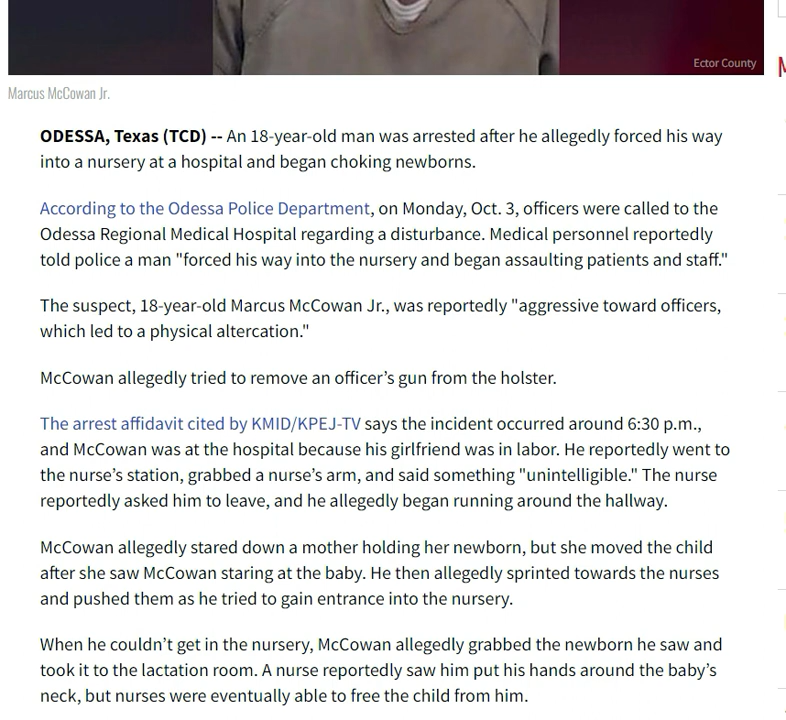 Ector County
Marcus McCowan Jr.
ODESSA, Texas (TCD) -- An 18-year-old man was arrested after he allegedly forced his way
into a nursery at a hospital and began choking newborns.
According to the Odessa Police Department, on Monday, Oct. 3, officers were called to the
Odessa Regional Medical Hospital regarding a disturbance. Medical personnel reportedly
told police a man "forced his way into the nursery and began assaulting patients and staff."
The suspect, 18-year-old Marcus McCowan Jr., was reportedly "aggressive toward officers,
which led to a physical altercation."
McCowan allegedly tried to remove an officer’s gun from the holster.
The arrest affidavit cited by KMID/KPEJ-TV says the incident occurred around 6:30 p.m.,
and McCowan was at the hospital because his girlfriend was in labor. He reportedly went to
the nurse’s station, grabbed a nurse’s arm, and said something "unintelligible." The nurse
reportedly asked him to leave, and he allegedly began running around the hallway.
McCowan allegedly stared down a mother holding her newborn, but she moved the child
after she saw McCowan staring at the baby. He then allegedly sprinted towards the nurses
and pushed them as he tried to gain entrance into the nursery.
When he couldn’t get in the nursery, McCowan allegedly grabbed the newborn he saw and
took it to the lactation room. A nurse reportedly saw him put his hands around the baby’s
neck, but nurses were eventually able to free the child from him.